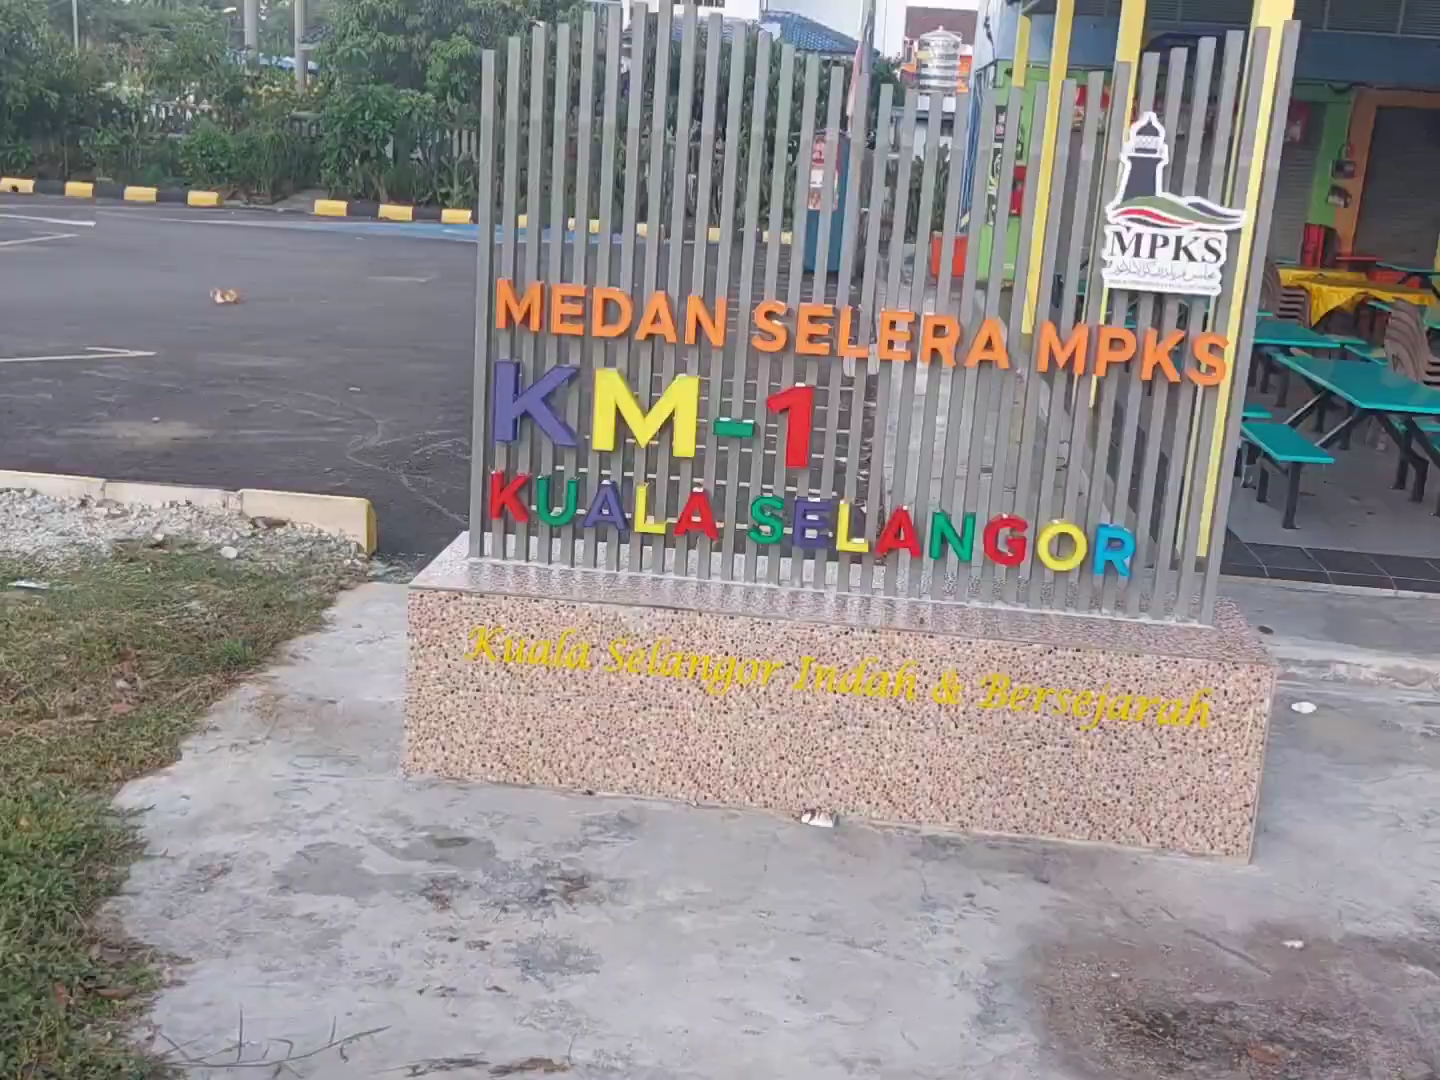 MPKS
MEDAN SELERA MPKS
KM-1
KUALA SELANGOR
Kuala Selangor Indah & Bersejarah